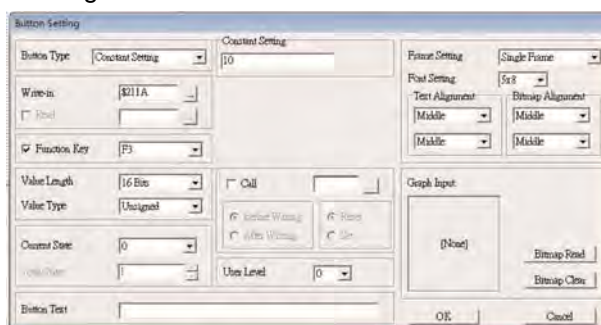 Button Setting
Button Type
Constant Setting
Constant Setting
10
Frame Setting
Single Frame
Font Setting
5x8
Text Alignment
Bitmap Alignment
Middle
Middle
Middle
Middle
Write-in
$211A
Read
Function Key
F3
Value Length
16 Bits
Value Type
Unsigned
Call
Before Writing
Reset
After Writing
Set
Graph Input
(None)
Bitmap Read
Bitmap Clear
Current State
0
1
User Level
0
Button Text
OK
Cancel